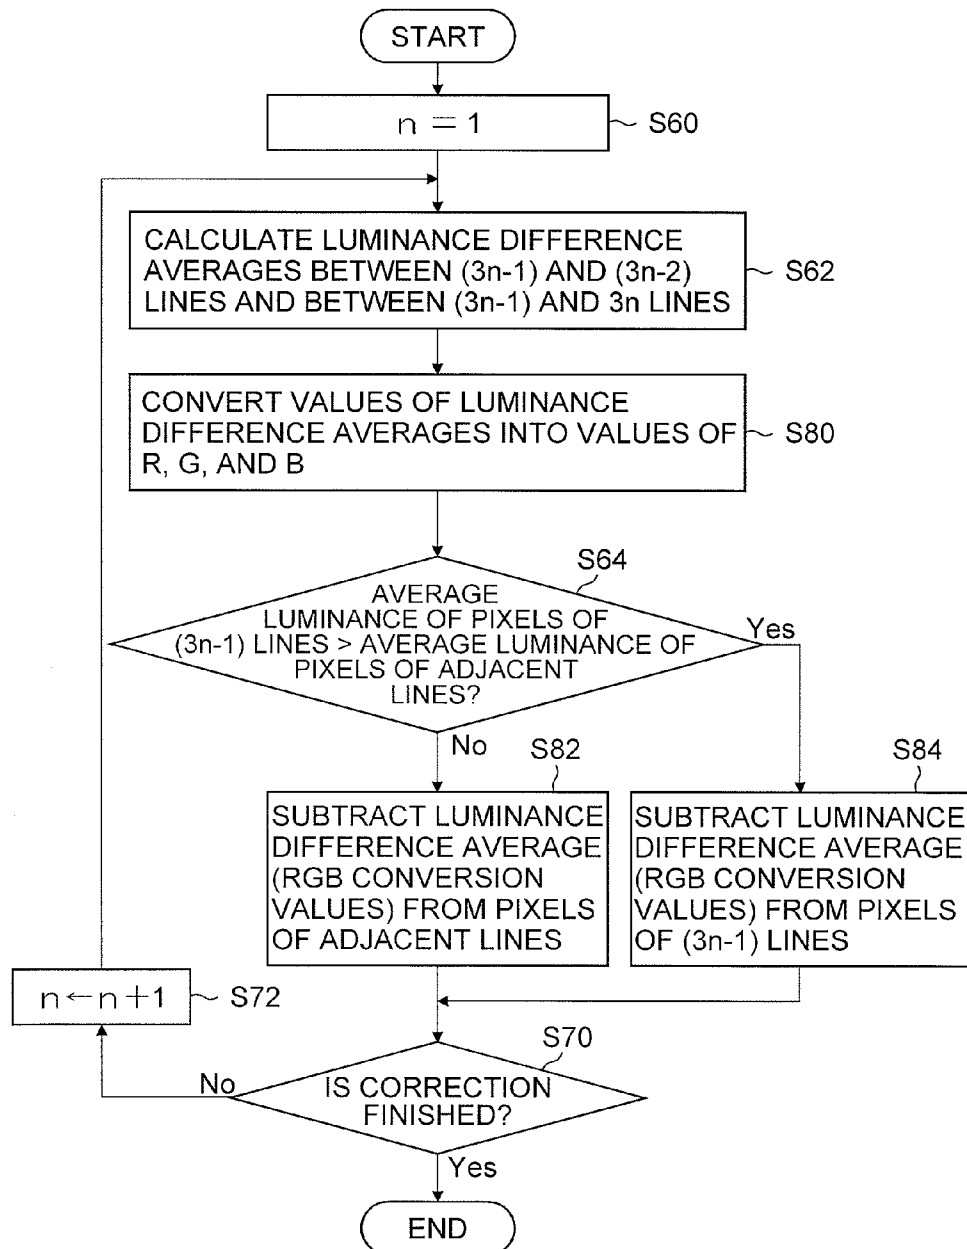 START
n = 1
S60
CALCULATE LUMINANCE DIFFERENCE
AVERAGES BETWEEN (3n-1) AND (3n-2)
LINES AND BETWEEN (3n-1) AND 3n LINES
S62
CONVERT VALUES OF LUMINANCE
DIFFERENCE AVERAGES INTO VALUES OF
R, G, AND B
S80
S64
AVERAGE
LUMINANCE OF PIXELS OF
(3n-1) LINES > AVERAGE LUMINANCE OF
PIXELS OF ADJACENT
LINES?
Yes
No
S82
SUBTRACT LUMINANCE
DIFFERENCE AVERAGE
(RGB CONVERSION
VALUES) FROM PIXELS
OF ADJACENT LINES
S84
SUBTRACT LUMINANCE
DIFFERENCE AVERAGE
(RGB CONVERSION
VALUES) FROM PIXELS
OF (3n-1) LINES
n←n+1
S72
S70
No
IS CORRECTION
FINISHED?
Yes
END